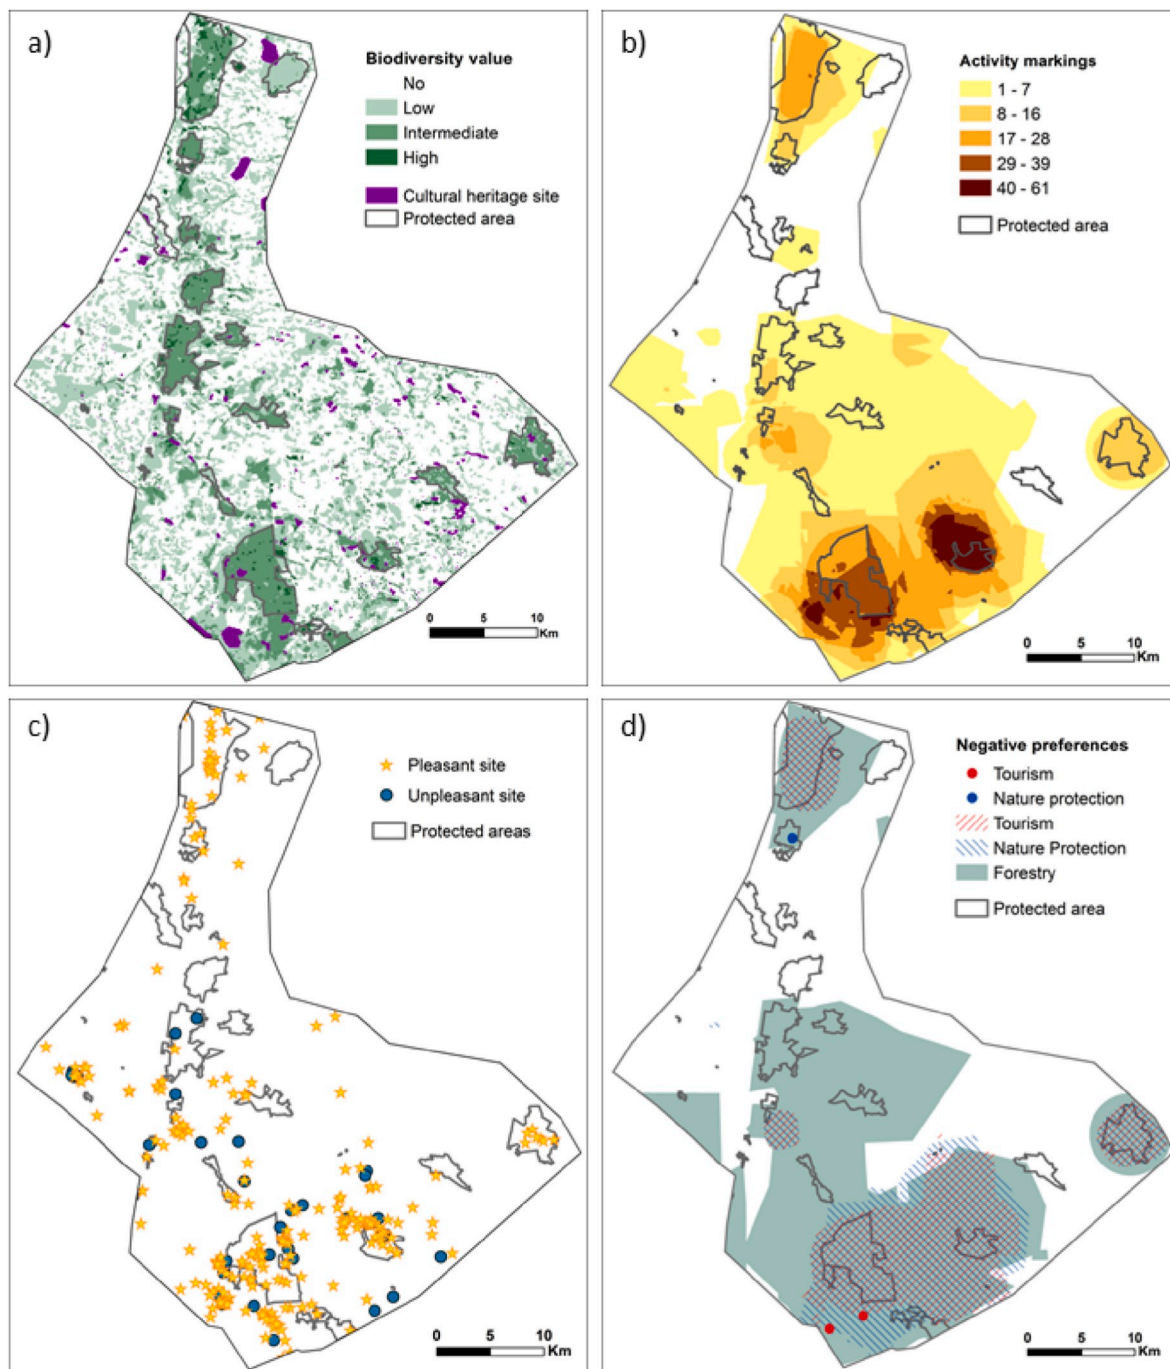 a)
Biodiversity value
No
Low
Intermediate
High
Cultural heritage site
Protected area
0 5 10
Km
b)
Activity markings
1 - 7
8 - 16
17 - 28
29 - 39
40 - 61
Protected area
0 5 10
Km
c)
Pleasant site
Unpleasant site
Protected areas
0 5 10
Km
d)
Negative preferences
Tourism
Nature protection
Tourism
Nature Protection
Forestry
Protected area
0 5 10
Km